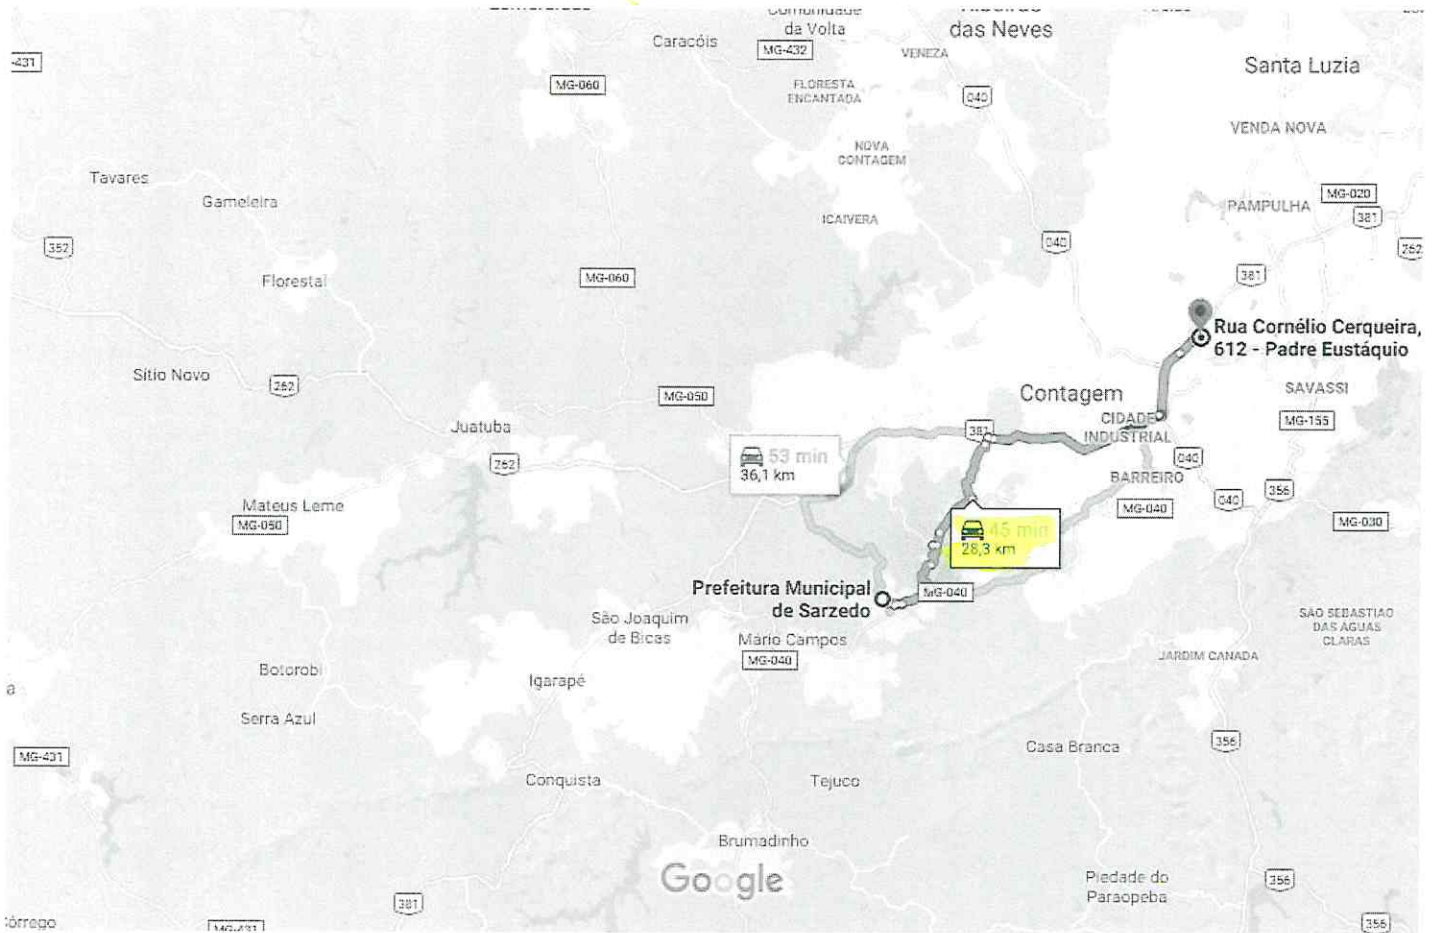 Caracóis
Comunidade
da Volta
das Neves
-431
MG-432
VENEZA
Santa Luzia
MG-060
FLORESTA
ENCANTADA
040
VENDA NOVA
NOVA
CONTAGEM
Tavares
Gameleira
MG-020
PAMPULHA
381
ICAIVERA
352
040
262
Florestal
MG-060
381
Rua Cornélio Cerqueira,
612 - Padre Eustáquio
Sítio Novo
262
MG-050
Contagem
SAVASSI
CIDADE
INDUSTRIAL
MG-155
Juatuba
381
53 min
36,1 km
262
040
BARREIRO
040
356
Mateus Leme
MG-050
MG-040
MG-030
45 min
28,3 km
Prefeitura Municipal
de Sarzedo
MG-040
São Joaquim
de Bicas
Mário Campos
MG-040
SÃO SEBASTIÃO
DAS ÁGUAS
CLARAS
JARDIM CANADA
Botorobi
Igarapé
a
Serra Azul
MG-431
Casa Branca
356
Conquista
Tejuco
Brumadinho
Google
Piedade do
Paraopeba
356
381
córrego
MG-431
356